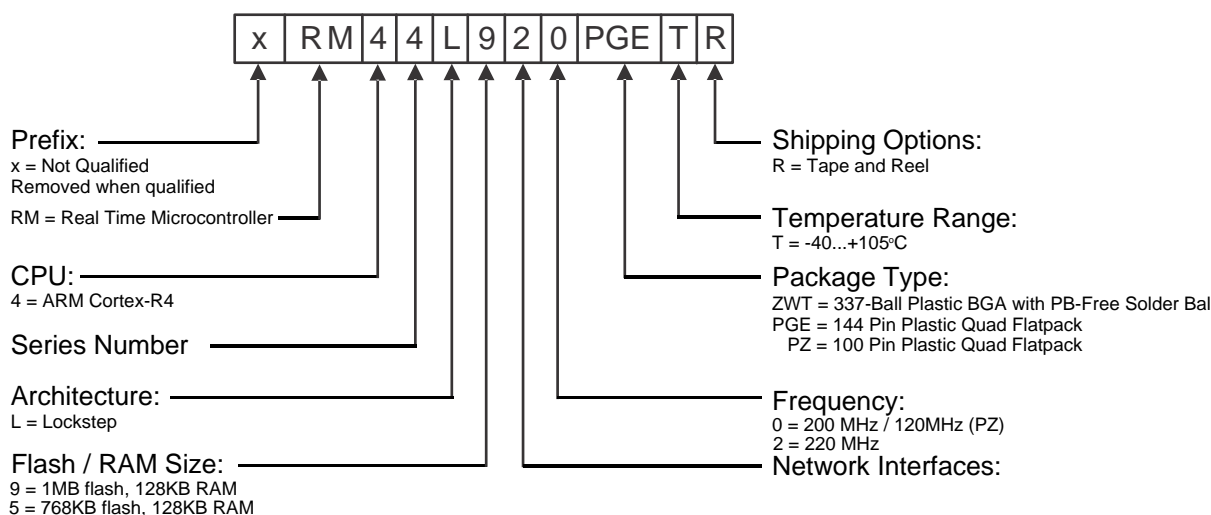 x RM 4 4 L 9 2 0 PGE T R
Prefix:
x = Not Qualified
Removed when qualified
RM = Real Time Microcontroller
CPU:
4 = ARM Cortex-R4
Series Number
Architecture:
L = Lockstep
Flash / RAM Size:
9 = 1MB flash, 128KB RAM
5 = 768KB flash, 128KB RAM
Shipping Options:
R = Tape and Reel
Temperature Range:
T = -40...+105°C
Package Type:
ZWT = 337-Ball Plastic BGA with PB-Free Solder Bal
PGE = 144 Pin Plastic Quad Flatpack
PZ = 100 Pin Plastic Quad Flatpack
Frequency:
0 = 200 MHz / 120MHz (PZ)
2 = 220 MHz
Network Interfaces: